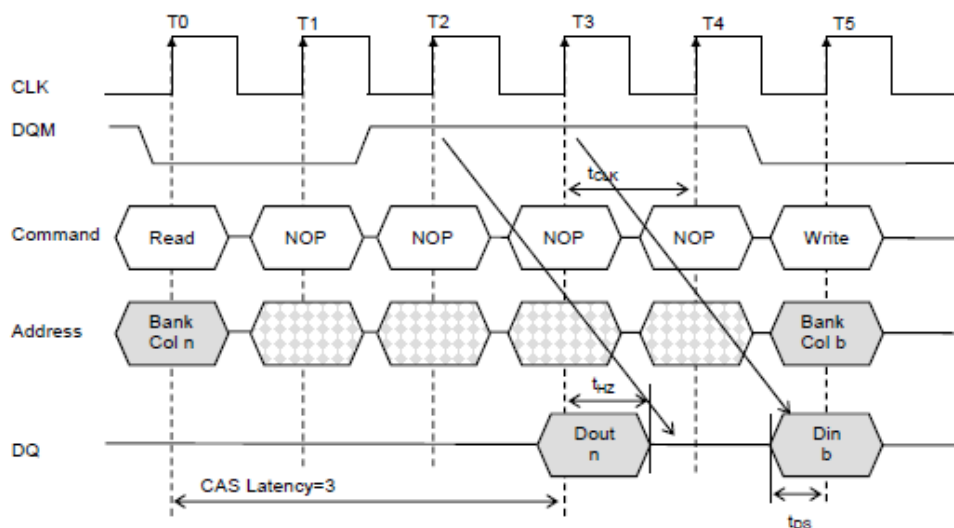 T0 T1 T2 T3 T4 T5
CLK
DQM
tCLK
Command Read NOP NOP NOP NOP Write
Address Bank Col n Bank Col b
tHZ
DQ Dout n Din b
CAS Latency=3
tDS